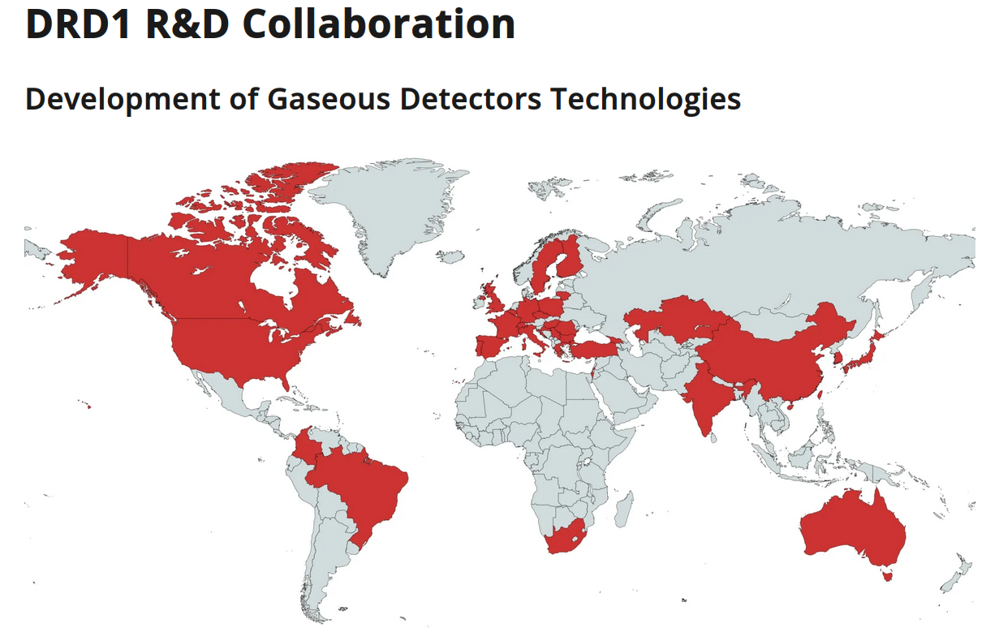 DRD1 R&D Collaboration
Development of Gaseous Detectors Technologies